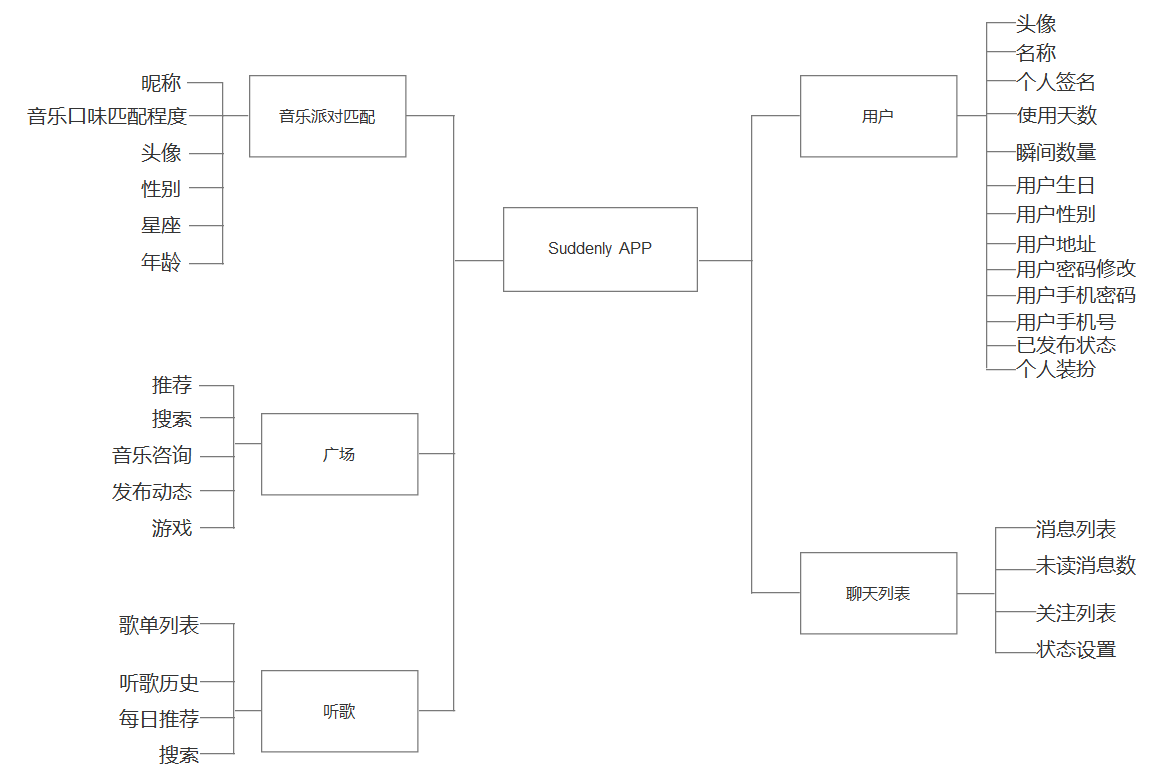 Suddenly APP
音乐派对匹配
昵称
音乐口味匹配程度
头像
性别
星座
年龄
广场
推荐
搜索
音乐咨询
发布动态
游戏
听歌
歌单列表
听歌历史
每日推荐
搜索
用户
头像
名称
个人签名
使用天数
瞬间数量
用户生日
用户性别
用户地址
用户密码修改
用户手机密码
用户手机号
已发布状态
个人装扮
聊天列表
消息列表
未读消息数
关注列表
状态设置